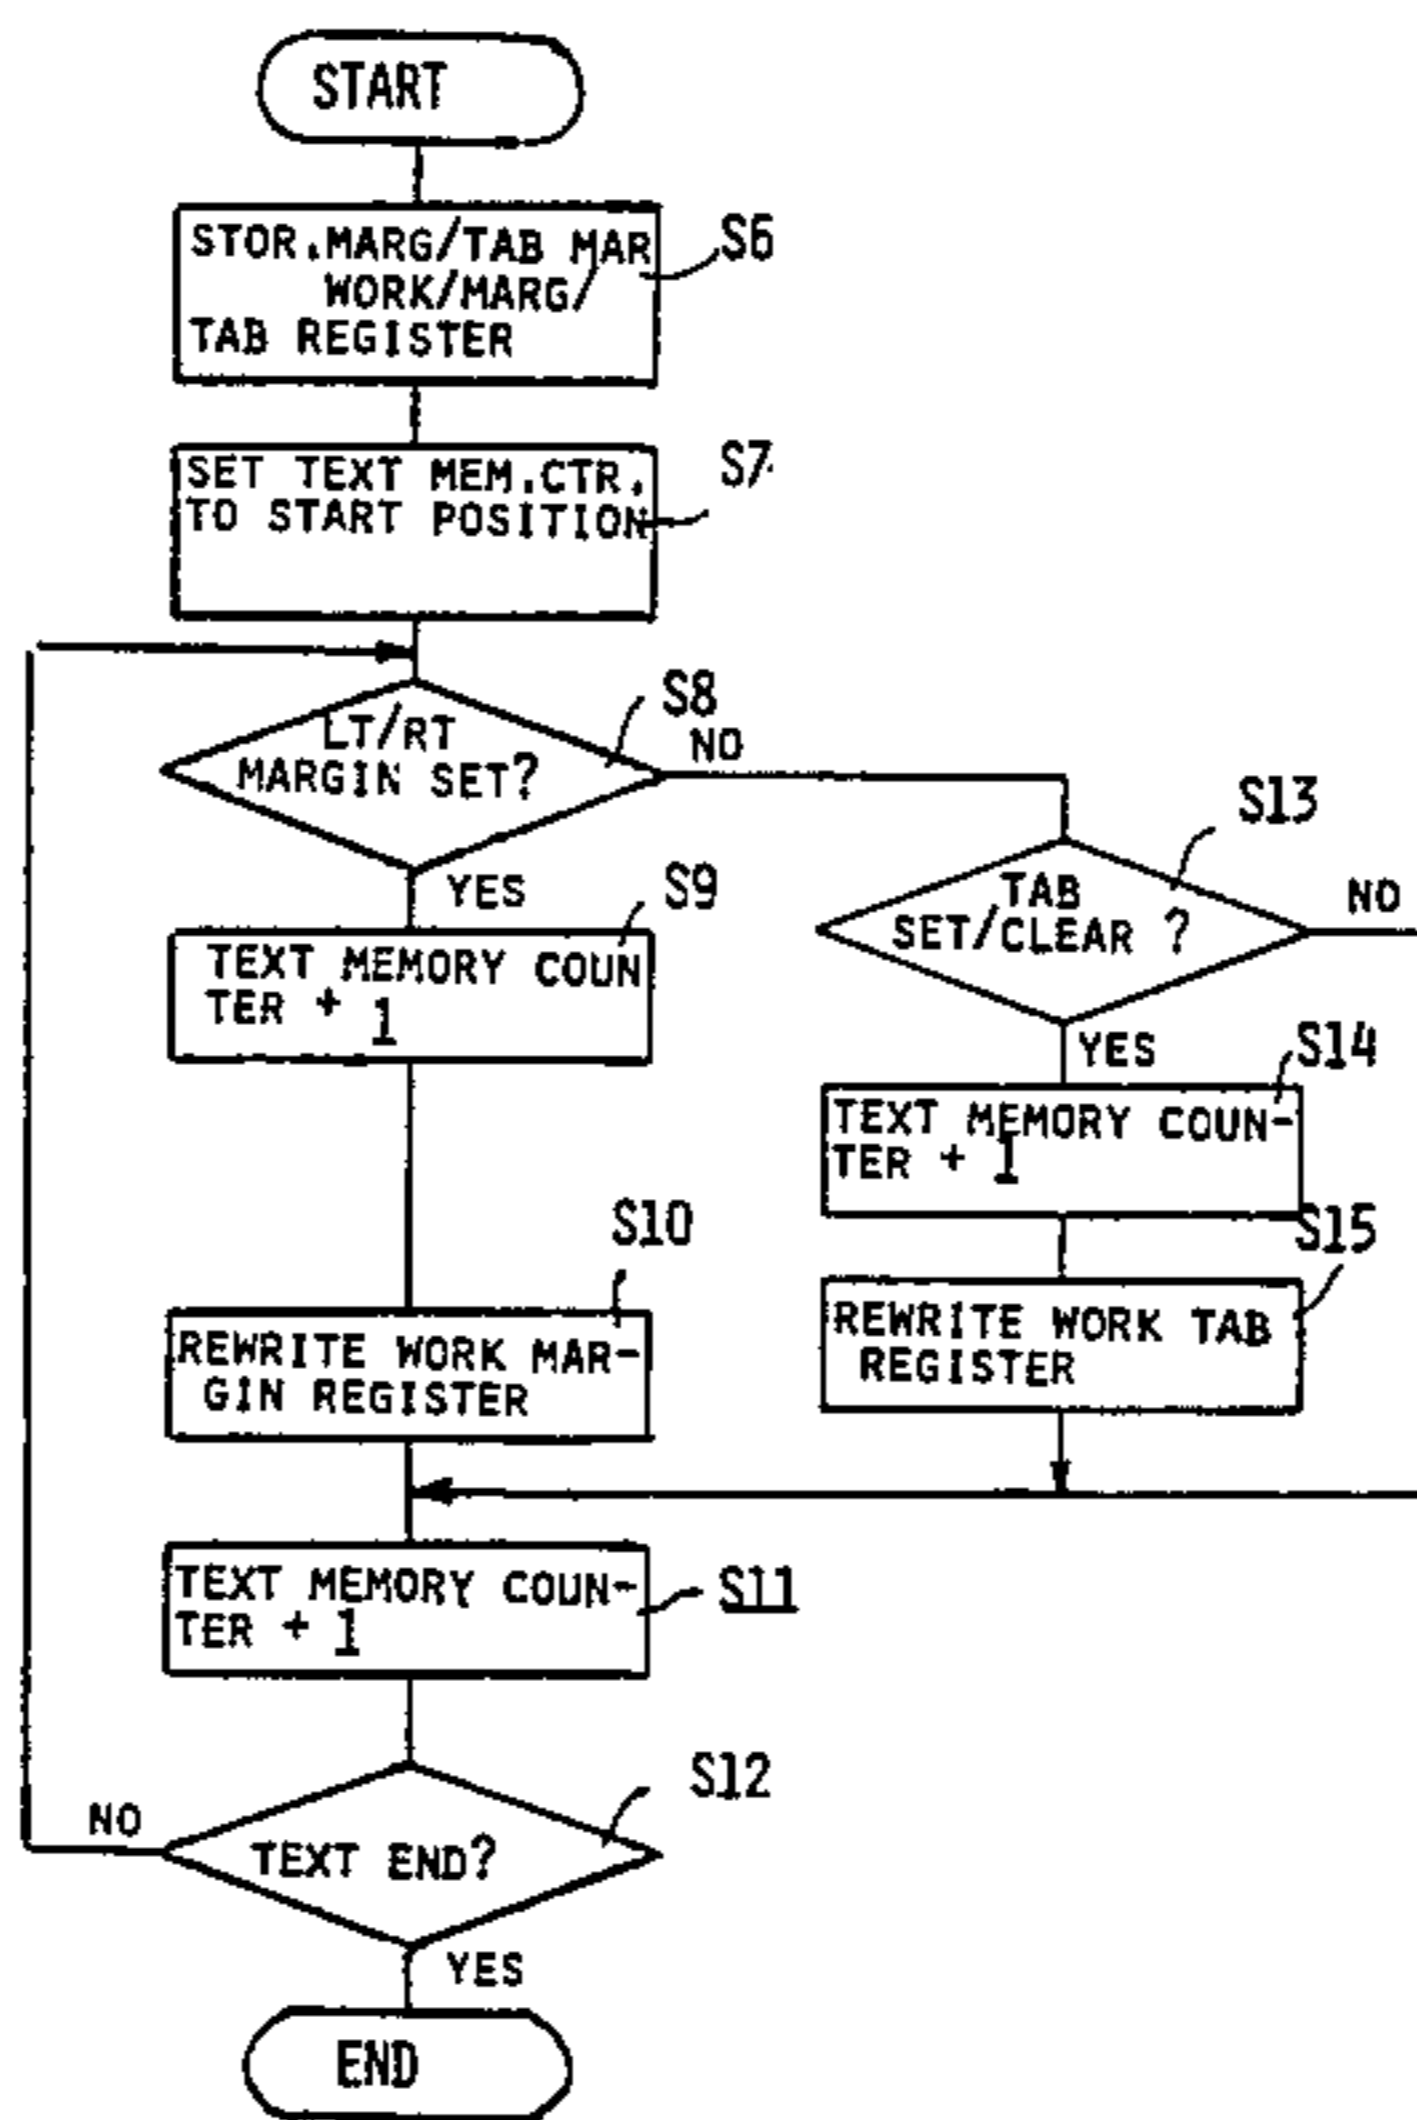 START
STOR.MARG/TAB MAR
WORK/MARG/
TAB REGISTER
S6
SET TEXT MEM.CTR.
TO START POSITION
S7
LT/RT
MARGIN SET?
S8
NO
YES
S13
TAB
SET/CLEAR ?
NO
YES
S9
TEXT MEMORY COUN
TER + 1
S14
TEXT MEMORY COUN-
TER + 1
S10
REWRITE WORK MAR-
GIN REGISTER
S15
REWRITE WORK TAB
REGISTER
TEXT MEMORY COUN-
TER + 1
S11
S12
TEXT END?
NO
YES
END